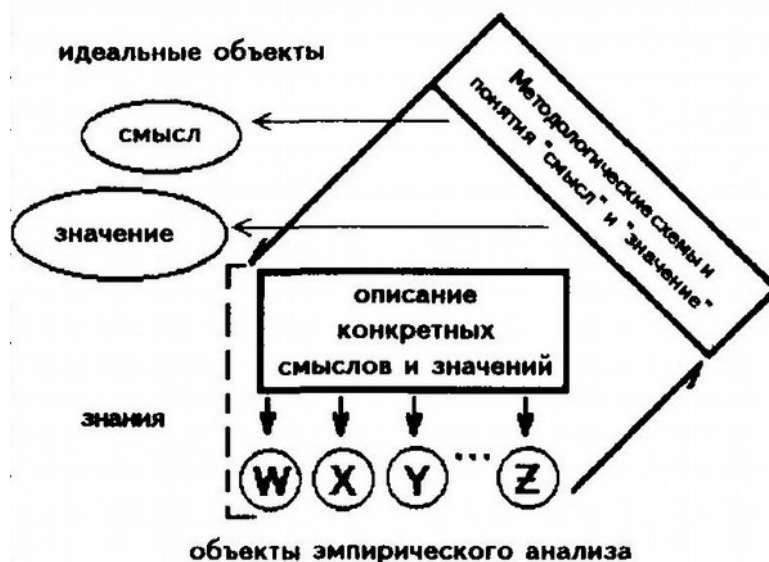 идеальные объекты
смысл
значение
Методологические схемы и
понятия "смысл" и "значение"
описание
конкретных
смыслов и значений
знания
W X Y ... Z
объекты эмпирического анализа